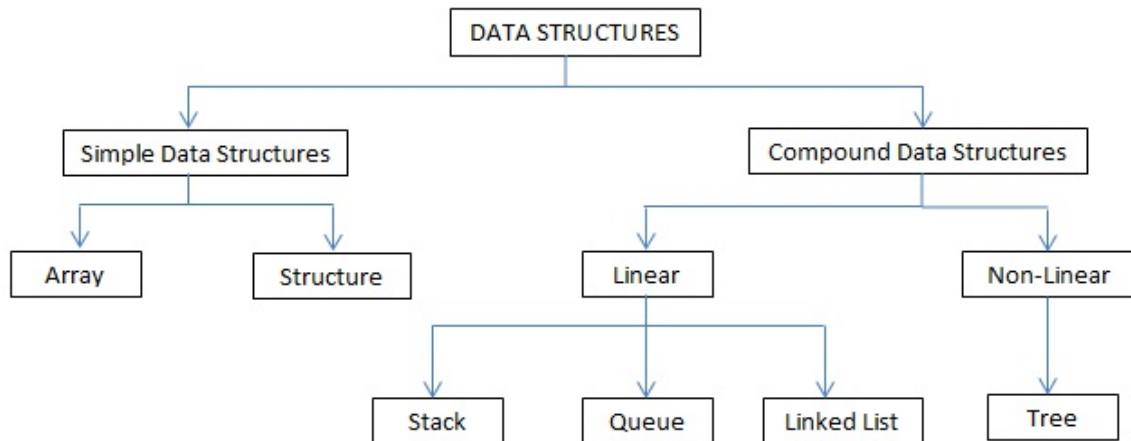 DATA STRUCTURES
Simple Data Structures
Compound Data Structures
Array
Structure
Linear
Non-Linear
Stack
Queue
Linked List
Tree